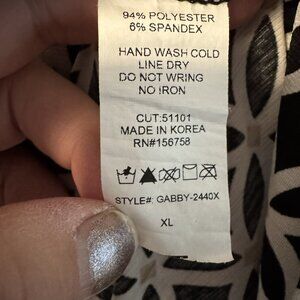 94% POLYESTER
6% SPANDEX
HAND WASH COLD
LINE DRY
DO NOT WRING
NO IRON
CUT:51101
MADE IN KOREA
RN#156758
STYLE#: GABBY-2440X
XL